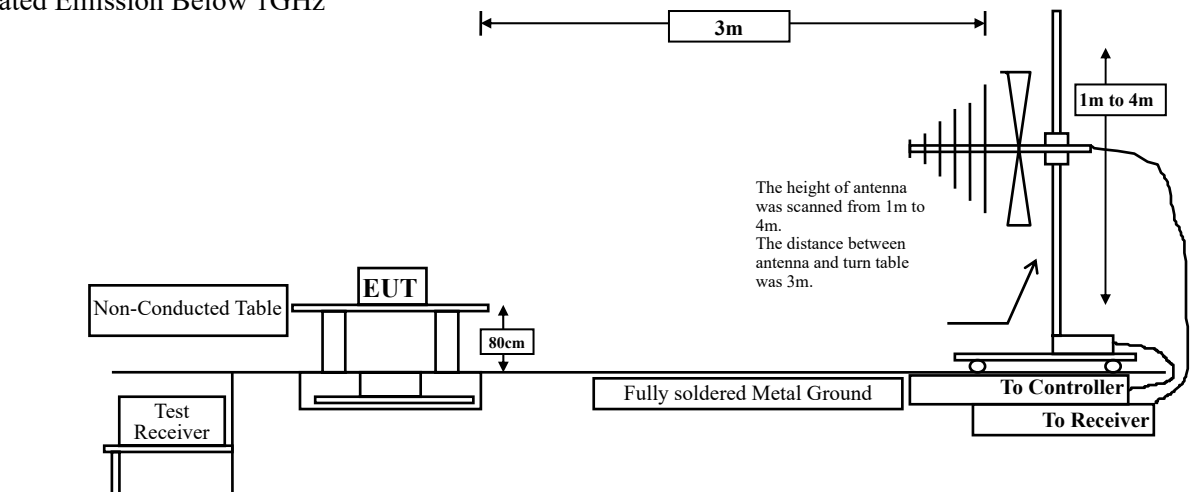 Emission Below 1GHz
3m
1m to 4m
The height of antenna
was scanned from 1m to
4m.
The distance between
antenna and turn table
was 3m.
EUT
Non-Conducted Table
80cm
Fully soldered Metal Ground
To Controller
To Receiver
Test
Receiver